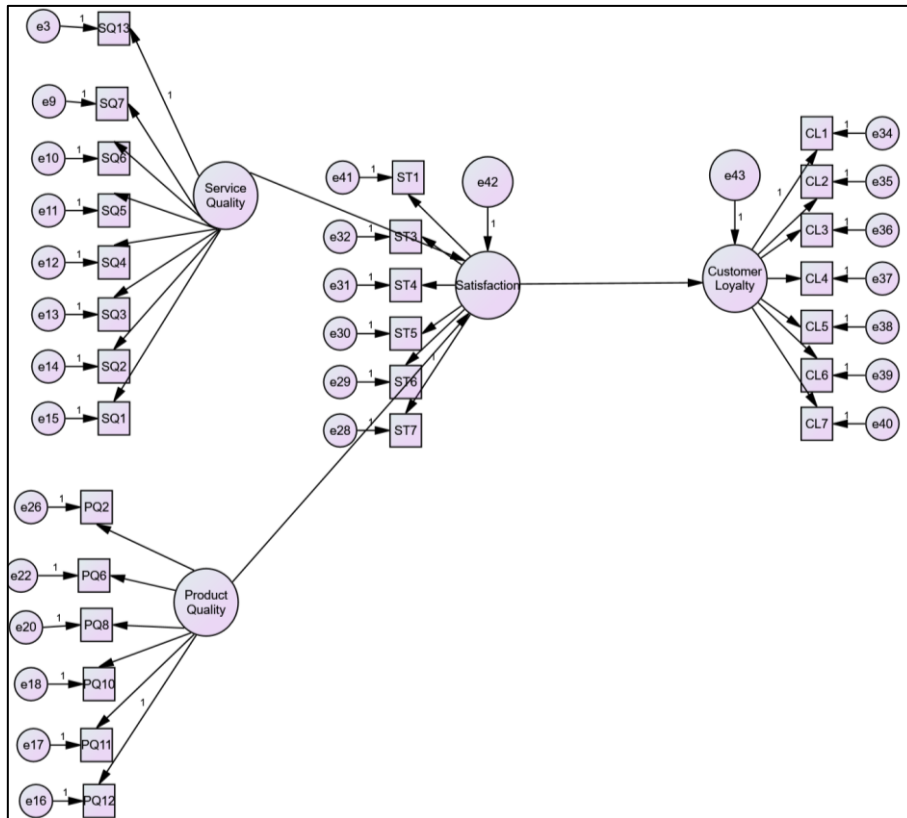 e3
1
SQ13
e9
1
SQ7
1
e10
1
SQ6
e11
1
SQ5
e12
1
SQ4
e13
1
SQ3
e14
1
SQ2
e15
1
SQ1
Service
Quality
e41
1
ST1
e32
1
ST3
e31
1
ST4
e30
1
ST5
e29
1
ST6
e28
1
ST7
1
e42
1
Satisfaction
e43
1
Customer
Loyalty
1
CL1
1
e34
CL2
1
e35
CL3
1
e36
CL4
1
e37
CL5
1
e38
CL6
1
e39
CL7
1
e40
e26
1
PQ2
e22
1
PQ6
e20
1
PQ8
e18
1
PQ10
e17
1
PQ11
e16
1
PQ12
1
Product
Quality